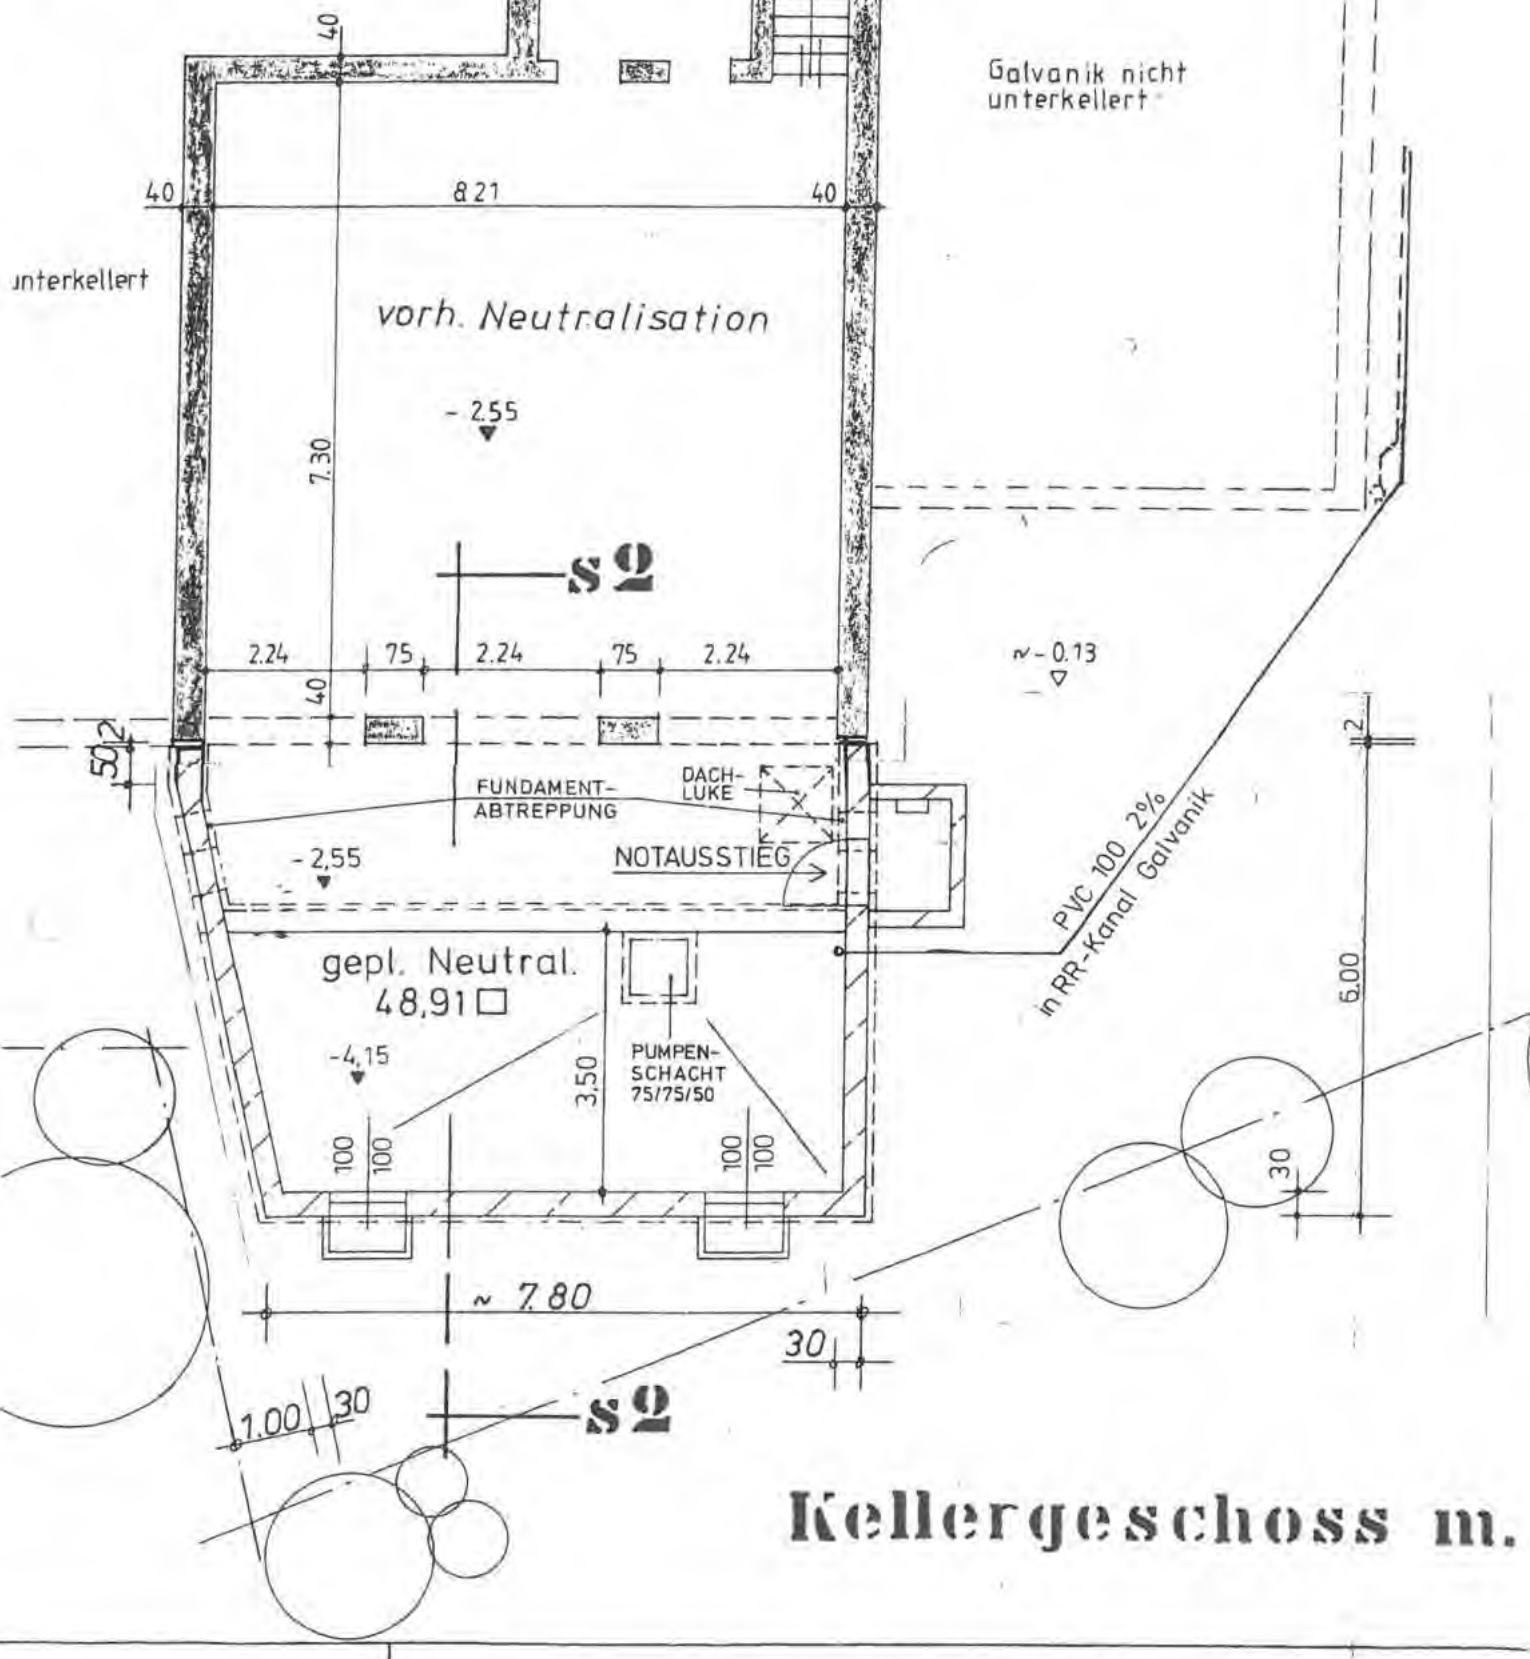 40
Galvanik nicht
unterkellert
40
8 21
40
unterkellert
vorh. Neutralisation
- 2.55
7.30
s 2
2.24
75
2.24
75
2.24
~ - 0.13
40
2
50
2
FUNDAMENT-
ABTREPPUNG
DACH-
LUKE
- 2,55
NOTAUSSTIEG
PVC 100 2%
in RR-Kanal Galvanik
gepl. Neutral.
48,91
6.00
-4,15
3,50
PUMPEN-
SCHACHT
75/75/50
100
100
100
100
30
~ 7.80
30
1.00
30
s 2
Kellergeschoss m.